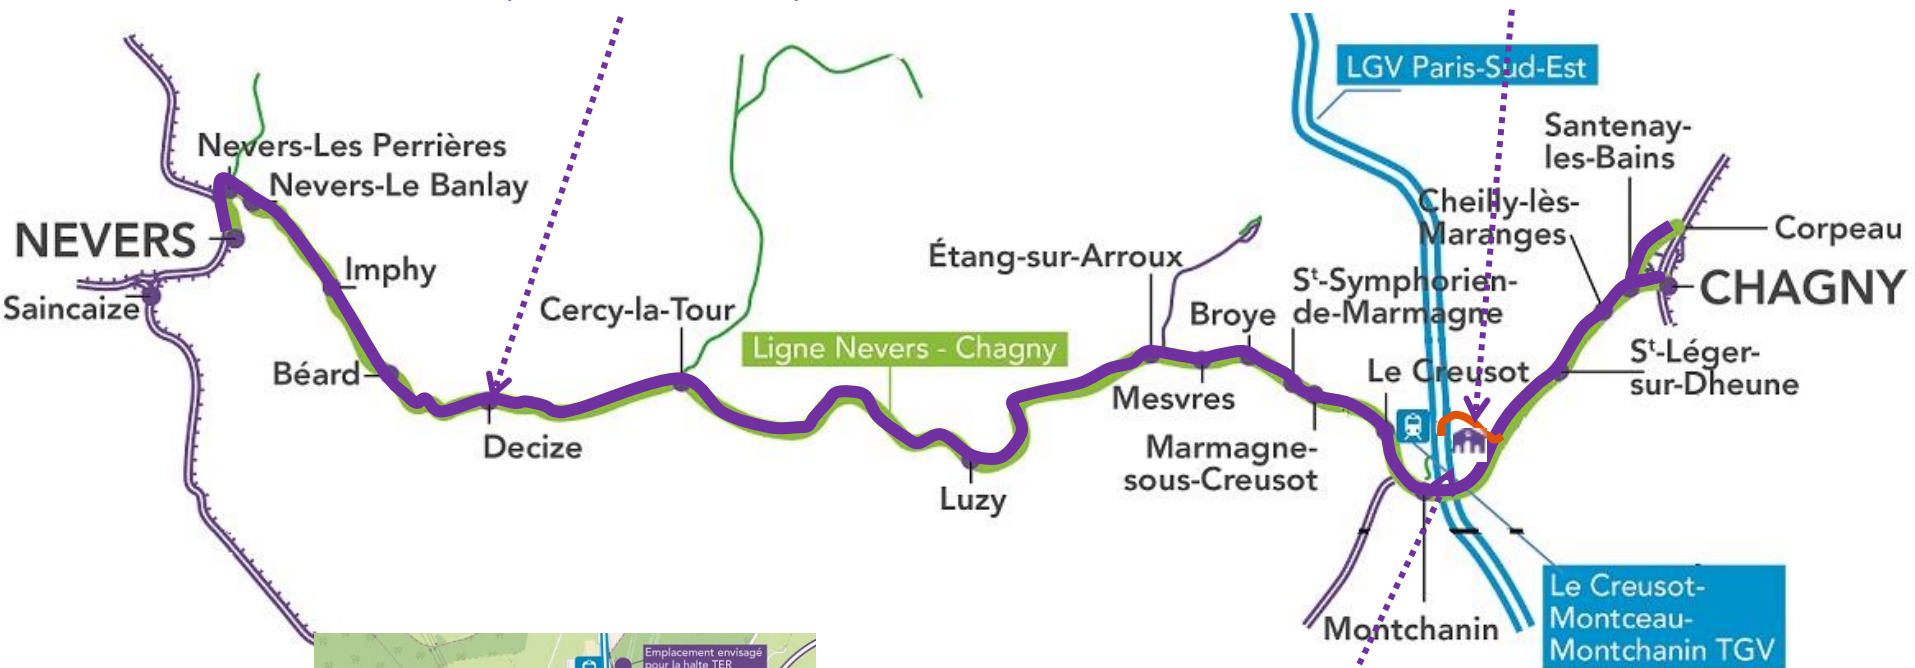 LGV Paris-Sud-Est
Santenay-
les-Bains
Nevers-Les Perrières
Nevers-Le Banlay
Cheilly-lès-
Maranges
Corpeau
NEVERS
Étang-sur-Arroux
Imphy
Sᵗ-Symphorien-
de-Marmagne
CHAGNY
Saincaize
Cercy-la-Tour
Broye
Ligne Nevers - Chagny
Sᵗ-Léger-
sur-Dheune
Béard
Le Creusot
Mesvres
Decize
Marmagne-
sous-Creusot
Luzy
Le Creusot-
Montceau-
Montchanin TGV
Montchanin
Emplacement envisagé
pour la halte TER